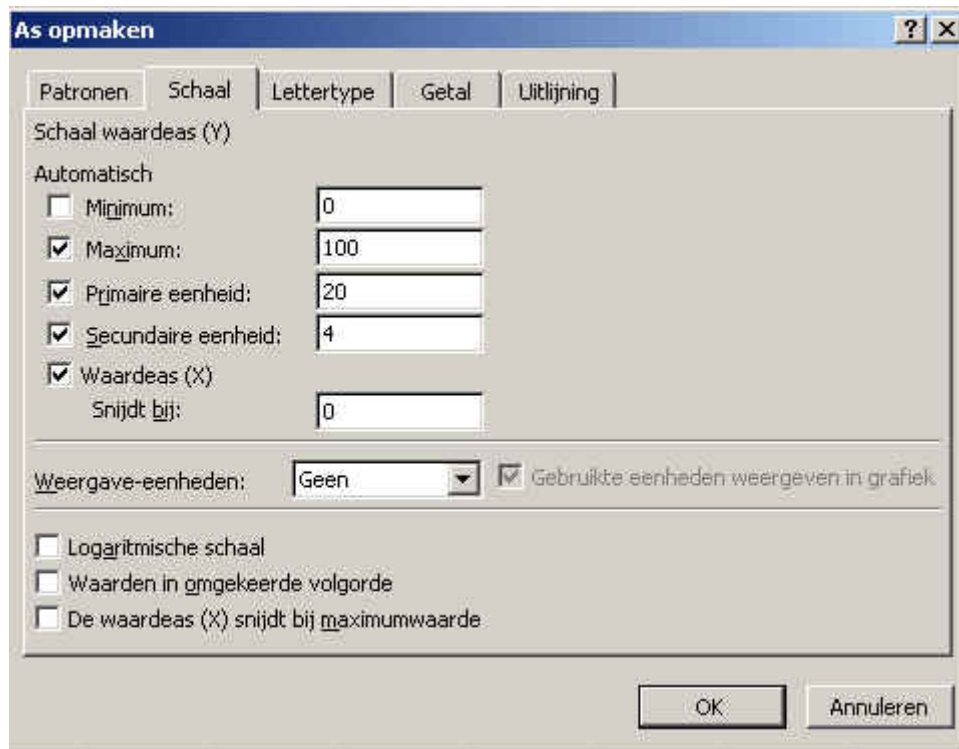 As opmaken
Patronen Schaal Lettertype Getal Uitlijning
Schaal waardeas (Y)
Automatisch
Minimum: 0
Maximum: 100
Primaire eenheid: 20
Secundaire eenheid: 4
Waardeas (X)
Snijdt bij: 0
Weergave-eenheden: Geen Gebruikte eenheden weergeven in grafiek
Logaritmische schaal
Waarden in omgekeerde volgorde
De waardeas (X) snijdt bij maximumwaarde
OK Annuleren